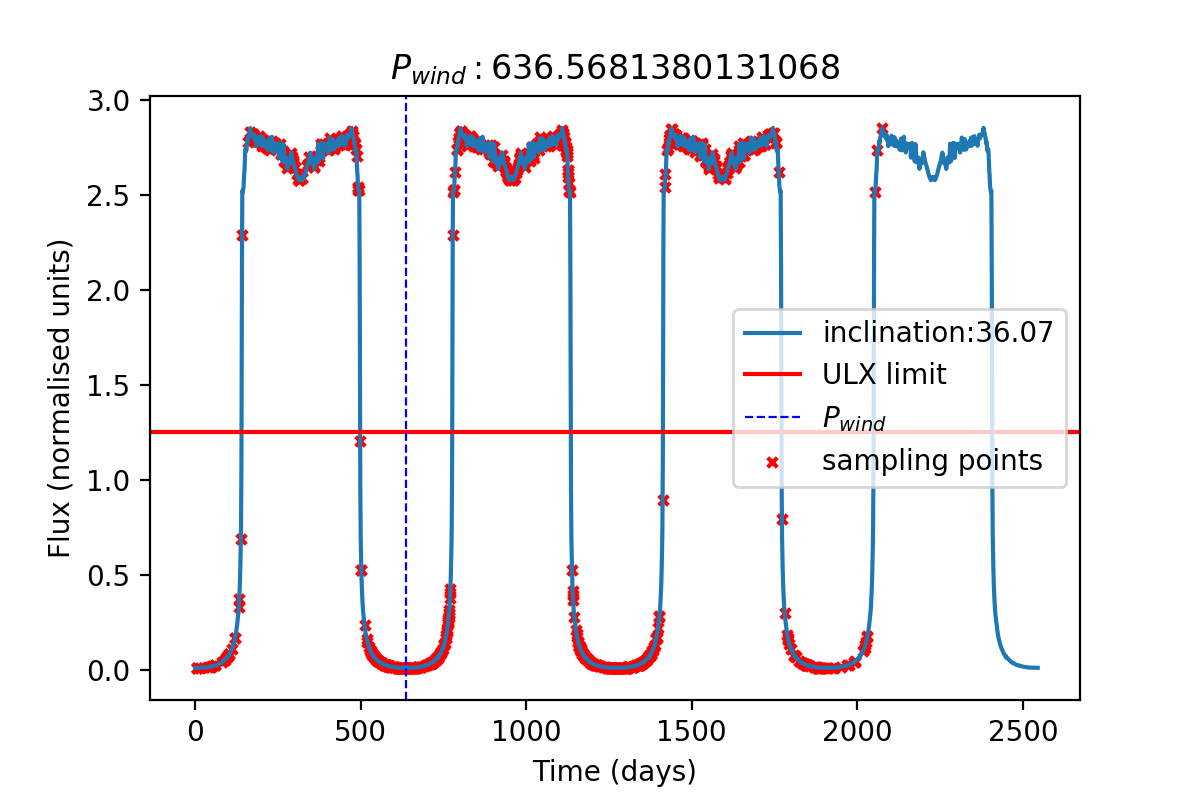 P_wind : 636.5681380131068
3.0
2.5
2.0
1.5
1.0
0.5
0.0
Flux (normalised units)
inclination:36.07
ULX limit
P_wind
sampling points
0 500 1000 1500 2000 2500
Time (days)